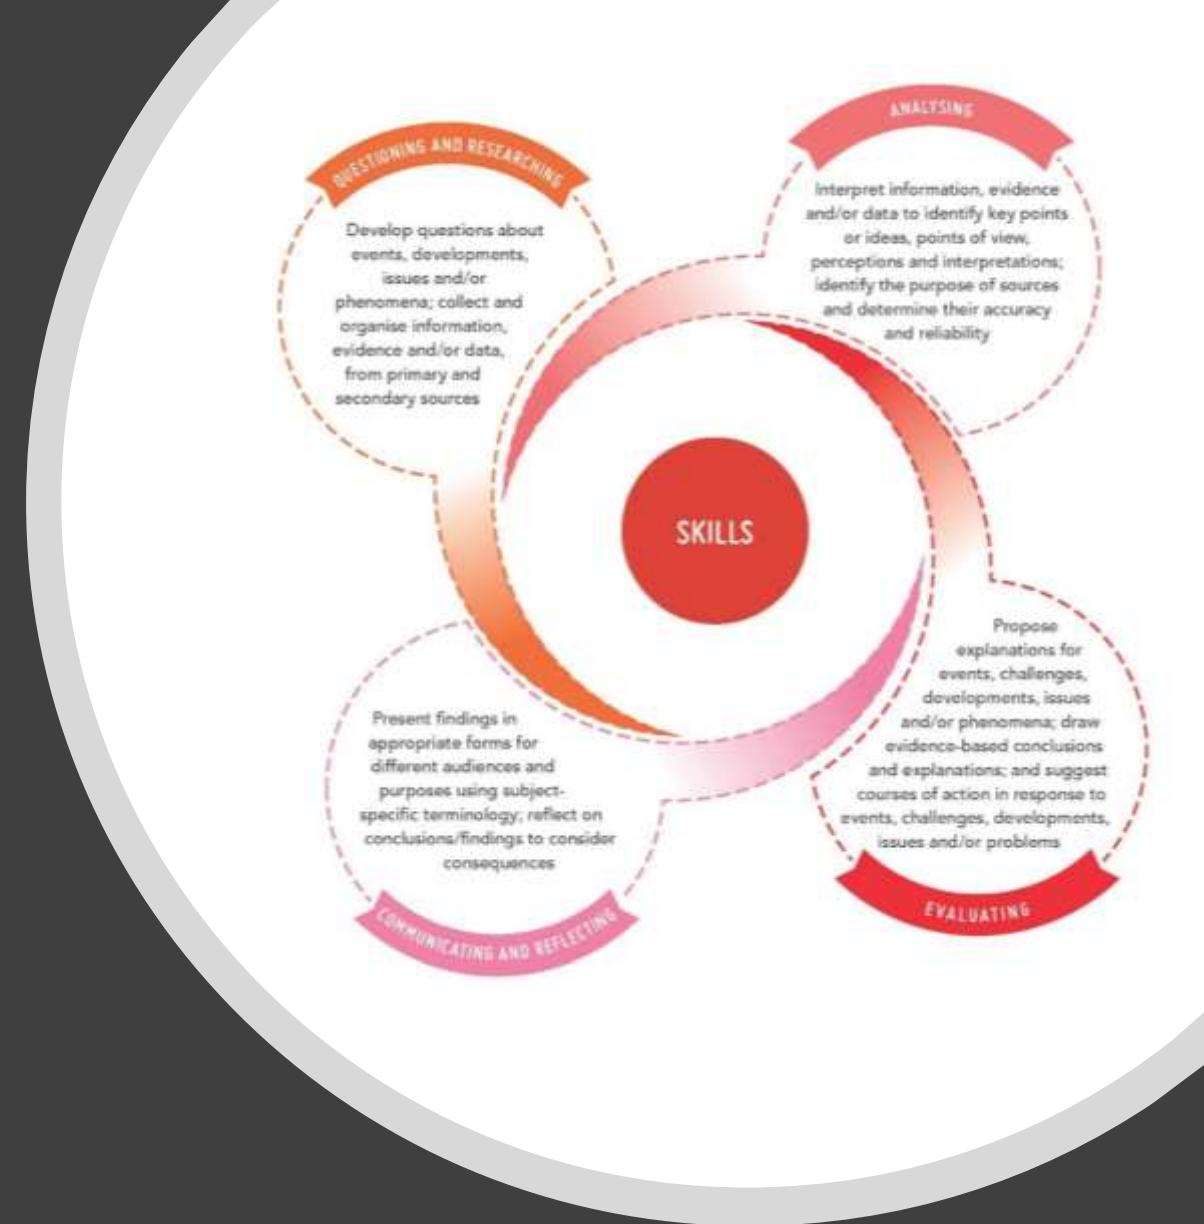 QUESTIONING AND RESEARCHING
Develop questions about
events, developments,
issues and/or
phenomena; collect and
organise information,
evidence and/or data,
from primary and
secondary sources
ANALYSING
Interpret information, evidence
and/or data to identify key points
or ideas, points of view,
perceptions and interpretations;
identify the purpose of sources
and determine their accuracy
and reliability
SKILLS
Present findings in
appropriate forms for
different audiences and
purposes using subject-
specific terminology; reflect on
conclusions/findings to consider
consequences
COMMUNICATING AND REFLECTING
Propose
explanations for
events, challenges,
developments, issues
and/or phenomena; draw
evidence-based conclusions
and explanations; and suggest
courses of action in response to
events, challenges, developments,
issues and/or problems
EVALUATING